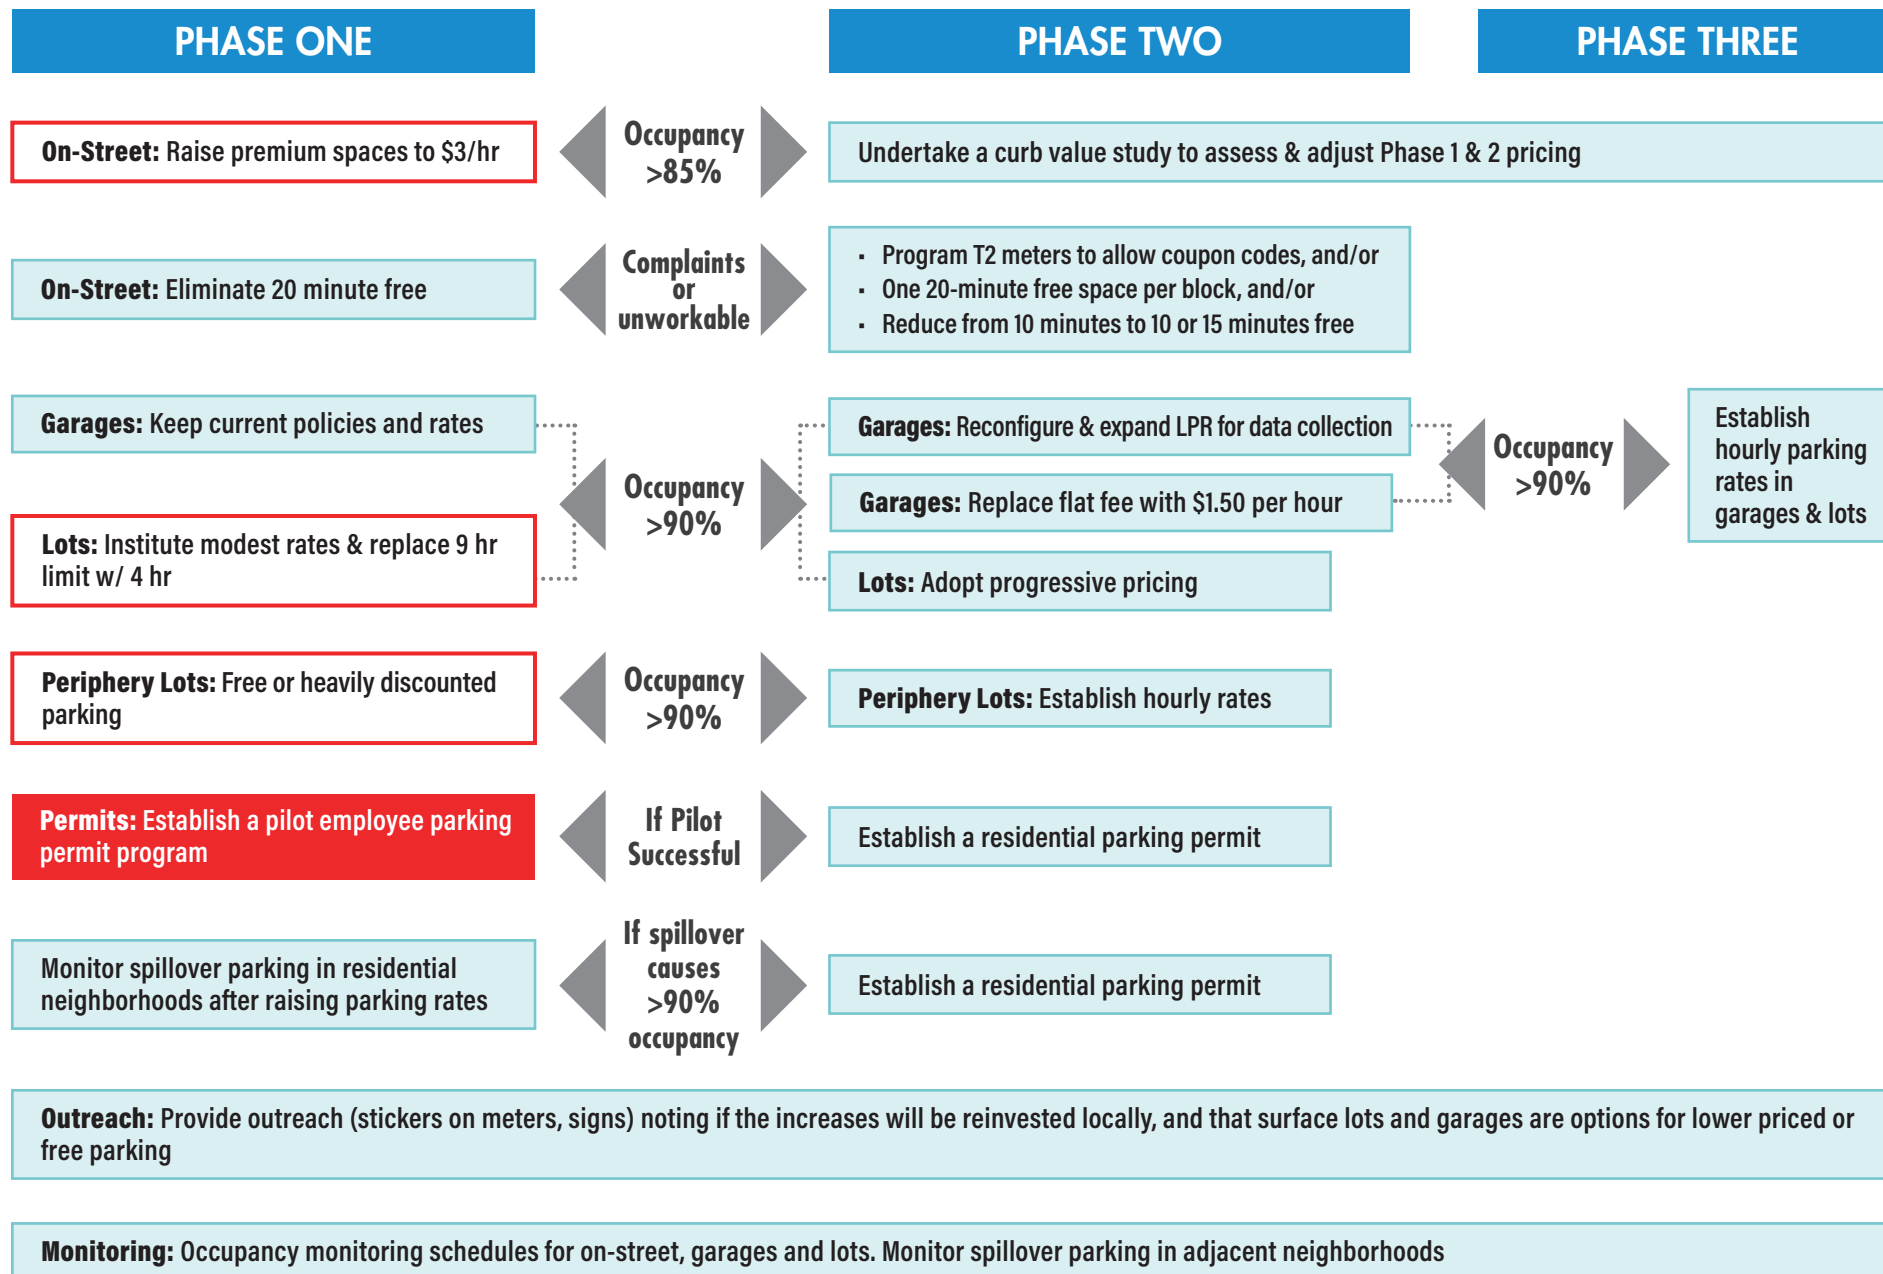 PHASE ONE
PHASE TWO
PHASE THREE
On-Street: Raise premium spaces to $3/hr
Occupancy
>85%
Undertake a curb value study to assess & adjust Phase 1 & 2 pricing
On-Street: Eliminate 20 minute free
Complaints
or
unworkable
▪ Program T2 meters to allow coupon codes, and/or
▪ One 20-minute free space per block, and/or
▪ Reduce from 10 minutes to 10 or 15 minutes free
Garages: Keep current policies and rates
Lots: Institute modest rates & replace 9 hr
limit w/ 4 hr
Occupancy
>90%
Garages: Reconfigure & expand LPR for data collection
Garages: Replace flat fee with $1.50 per hour
Lots: Adopt progressive pricing
Occupancy
>90%
Establish
hourly parking
rates in
garages & lots
Periphery Lots: Free or heavily discounted
parking
Occupancy
>90%
Periphery Lots: Establish hourly rates
Permits: Establish a pilot employee parking
permit program
If Pilot
Successful
Establish a residential parking permit
Monitor spillover parking in residential
neighborhoods after raising parking rates
If spillover
causes
>90%
occupancy
Establish a residential parking permit
Outreach: Provide outreach (stickers on meters, signs) noting if the increases will be reinvested locally, and that surface lots and garages are options for lower priced or
free parking
Monitoring: Occupancy monitoring schedules for on-street, garages and lots. Monitor spillover parking in adjacent neighborhoods